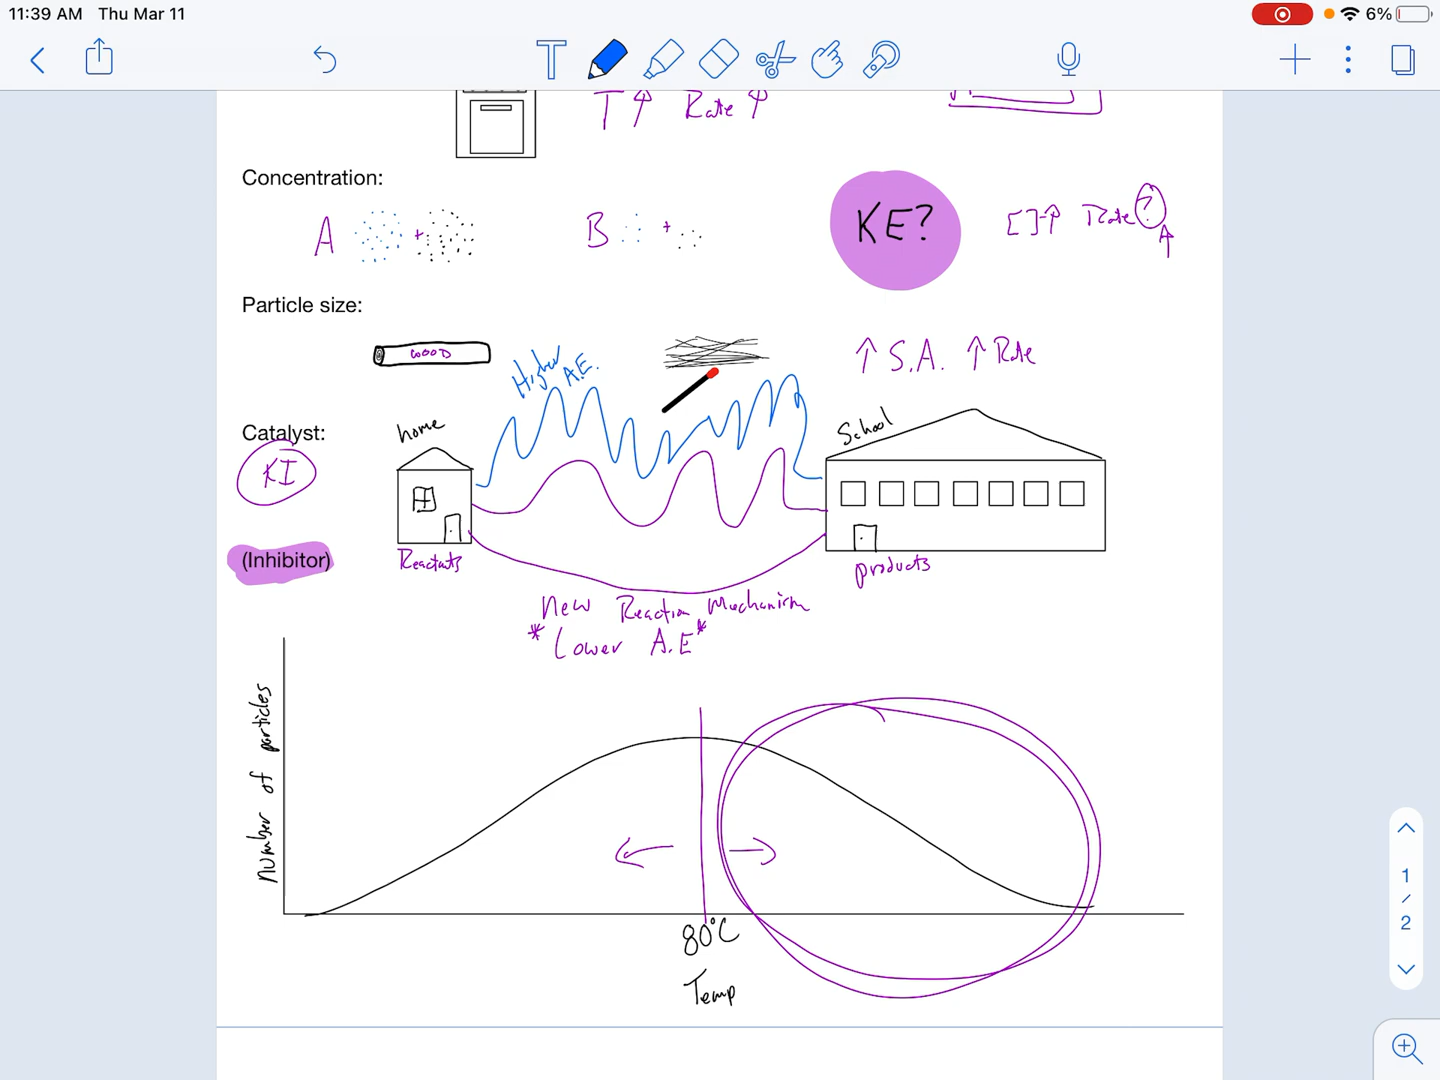 11:39 AM Thu Mar 11
6%
T ↑ Rate ↑
Concentration:
A + B + KE? [ ]↑ Rate ? ↑
Particle size:
WOOD
↑ S.A. ↑ Rate
Higher
A.E.
Catalyst:
home
School
KI
(Inhibitor)
Reactants
products
New Reaction Mechanism
*Lower A.E*
number of particles
80°C
Temp
1
/
2